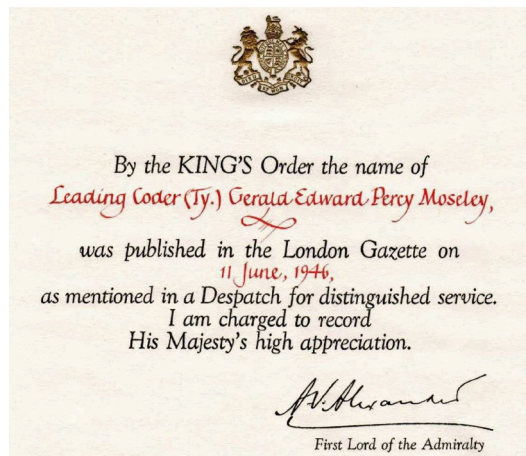 By the KING'S Order the name of
Leading Coder (Ty.) Gerald Edward Percy Moseley,
was published in the London Gazette on
11 June, 1946,
as mentioned in a Despatch for distinguished service.
I am charged to record
His Majesty's high appreciation.
A.V. Alexander
First Lord of the Admiralty